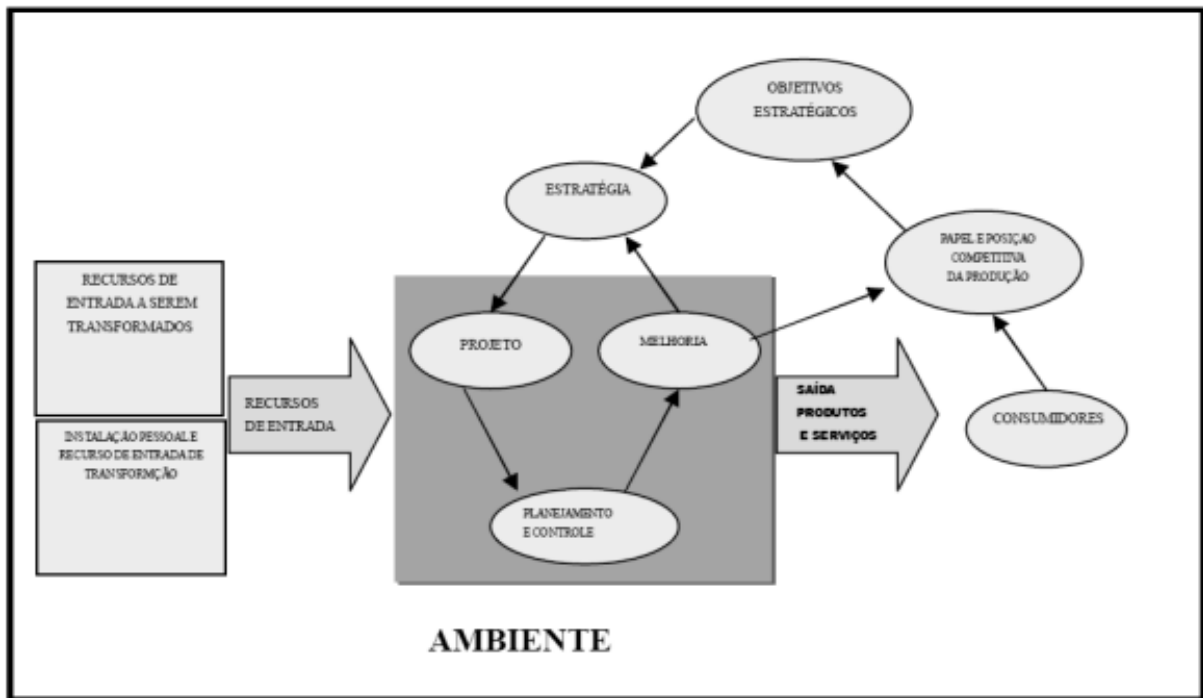 OBJETIVOS
ESTRATÉGICOS
ESTRATÉGIA
PAPEL E POSIÇAO
COMPETITIVA
DA PRODUÇÃO
RECURSOS DE
ENTRADA A SEREM
TRANSFORMADOS
PROJETO
MELHORIA
RECURSOS
DE ENTRADA
SAÍDA
PRODUTOS
E SERVIÇOS
CONSUMIDORES
INSTALAÇÃO PESSOAL E
RECURSO DE ENTRADA DE
TRANSFORMÇÃO
PLANEJAMENTO
E CONTROLE
AMBIENTE